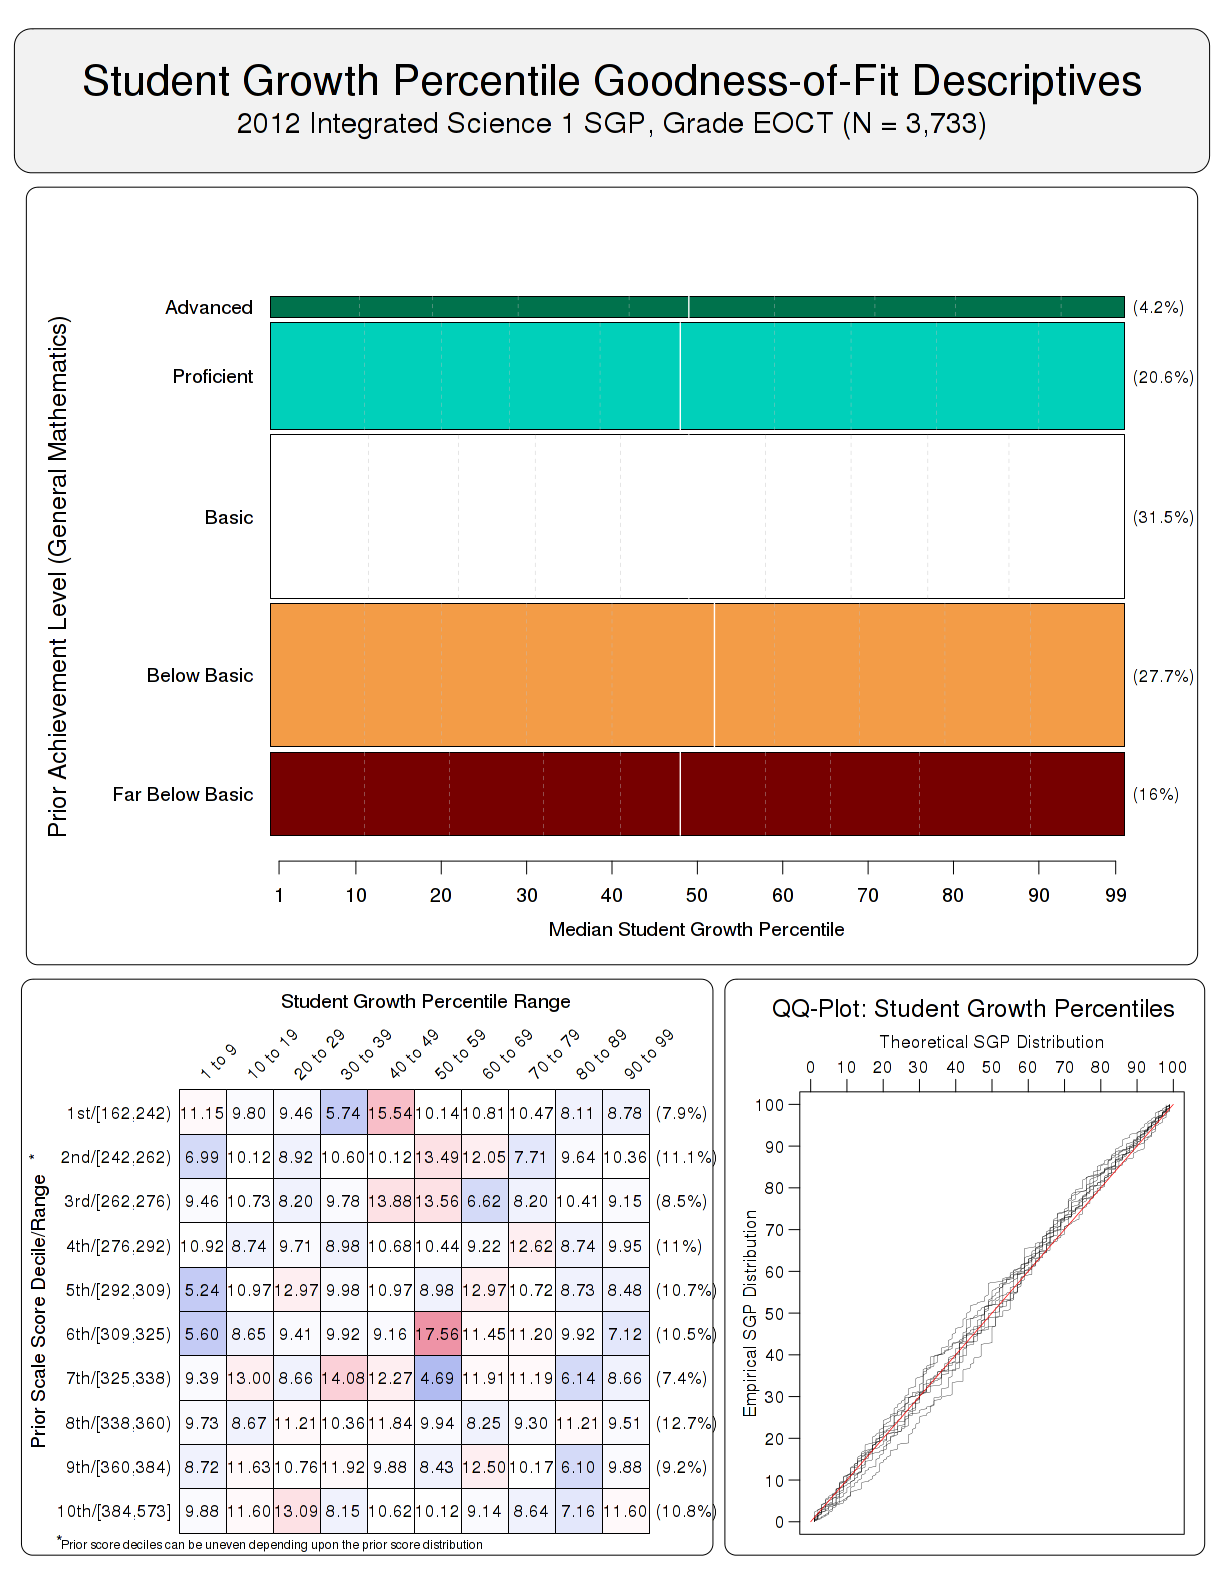 Student Growth Percentile Goodness-of-Fit Descriptives
2012 Integrated Science 1 SGP, Grade EOCT (N = 3,733)
Prior Achievement Level (General Mathematics)
Advanced (4.2%)
Proficient (20.6%)
Basic (31.5%)
Below Basic (27.7%)
Far Below Basic (16%)
1 10 20 30 40 50 60 70 80 90 99
Median Student Growth Percentile
Student Growth Percentile Range
1 to 9 10 to 19 20 to 29 30 to 39 40 to 49 50 to 59 60 to 69 70 to 79 80 to 89 90 to 99
Prior Scale Score Decile/Range *
1st/[162,242) 11.15 9.80 9.46 5.74 15.54 10.14 10.81 10.47 8.11 8.78 (7.9%)
2nd/[242,262) 6.99 10.12 8.92 10.60 10.12 13.49 12.05 7.71 9.64 10.36 (11.1%)
3rd/[262,276) 9.46 10.73 8.20 9.78 13.88 13.56 6.62 8.20 10.41 9.15 (8.5%)
4th/[276,292) 10.92 8.74 9.71 8.98 10.68 10.44 9.22 12.62 8.74 9.95 (11%)
5th/[292,309) 5.24 10.97 12.97 9.98 10.97 8.98 12.97 10.72 8.73 8.48 (10.7%)
6th/[309,325) 5.60 8.65 9.41 9.92 9.16 17.56 11.45 11.20 9.92 7.12 (10.5%)
7th/[325,338) 9.39 13.00 8.66 14.08 12.27 4.69 11.91 11.19 6.14 8.66 (7.4%)
8th/[338,360) 9.73 8.67 11.21 10.36 11.84 9.94 8.25 9.30 11.21 9.51 (12.7%)
9th/[360,384) 8.72 11.63 10.76 11.92 9.88 8.43 12.50 10.17 6.10 9.88 (9.2%)
10th/[384,573] 9.88 11.60 13.09 8.15 10.62 10.12 9.14 8.64 7.16 11.60 (10.8%)
*Prior score deciles can be uneven depending upon the prior score distribution
QQ-Plot: Student Growth Percentiles
Theoretical SGP Distribution
0 10 20 30 40 50 60 70 80 90 100
Empirical SGP Distribution
100
90
80
70
60
50
40
30
20
10
0